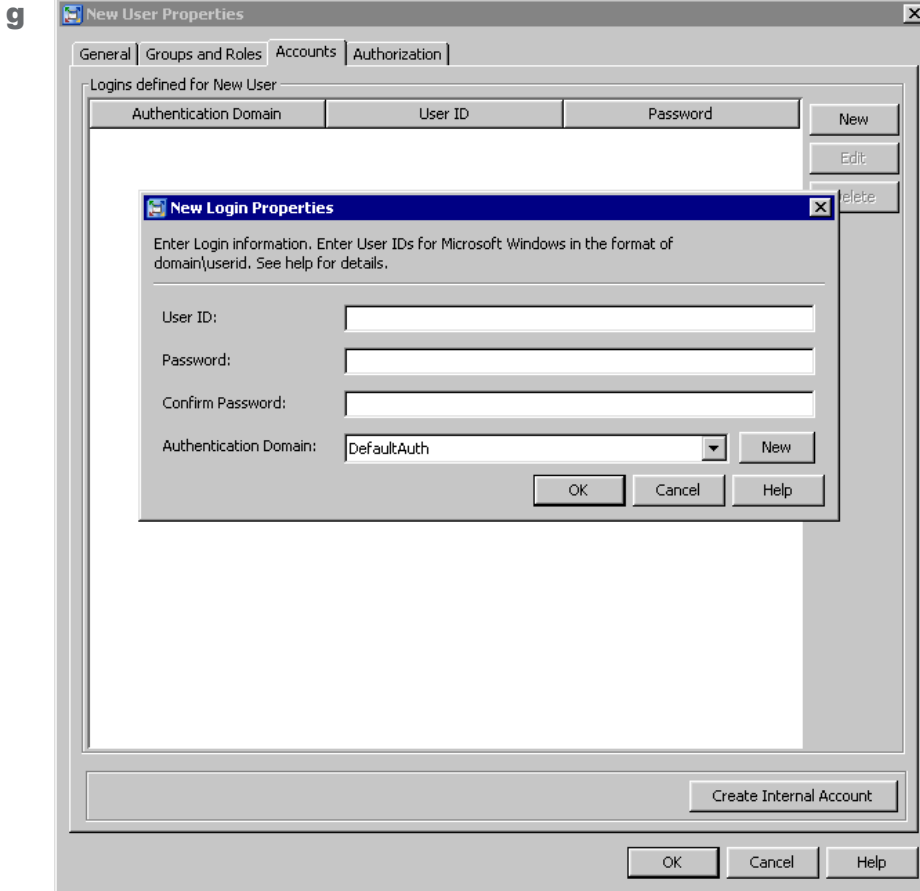 g
New User Properties
General
Groups and Roles
Accounts
Authorization
Logins defined for New User
Authentication Domain
User ID
Password
New
Edit
elete
New Login Properties
Enter Login information. Enter User IDs for Microsoft Windows in the format of
domain\userid. See help for details.
User ID:
Password:
Confirm Password:
Authentication Domain:
DefaultAuth
New
OK
Cancel
Help
Create Internal Account
OK
Cancel
Help